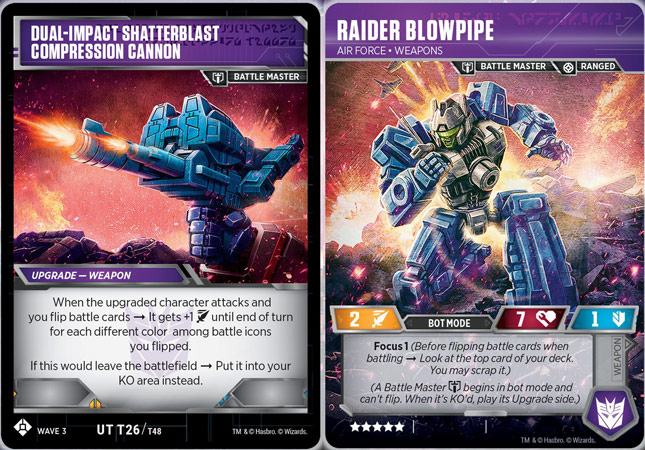 DUAL-IMPACT SHATTERBLAST
COMPRESSION CANNON
BATTLE MASTER
UPGRADE — WEAPON
When the upgraded character attacks and
you flip battle cards → It gets +1 until end of turn
for each different color among battle icons
you flipped.
If this would leave the battlefield → Put it into your
KO area instead.
WAVE 3
UT T26/T48
TM & © Hasbro. © Wizards.
RAIDER BLOWPIPE
AIR FORCE • WEAPONS
BATTLE MASTER
RANGED
2
BOT MODE
7
1
Focus 1 (Before flipping battle cards when
battling → Look at the top card of your deck.
You may scrap it.)
(A Battle Master begins in bot mode and
can't flip. When it's KO'd, play its Upgrade side.)
WEAPON
TM & © Hasbro. © Wizards.